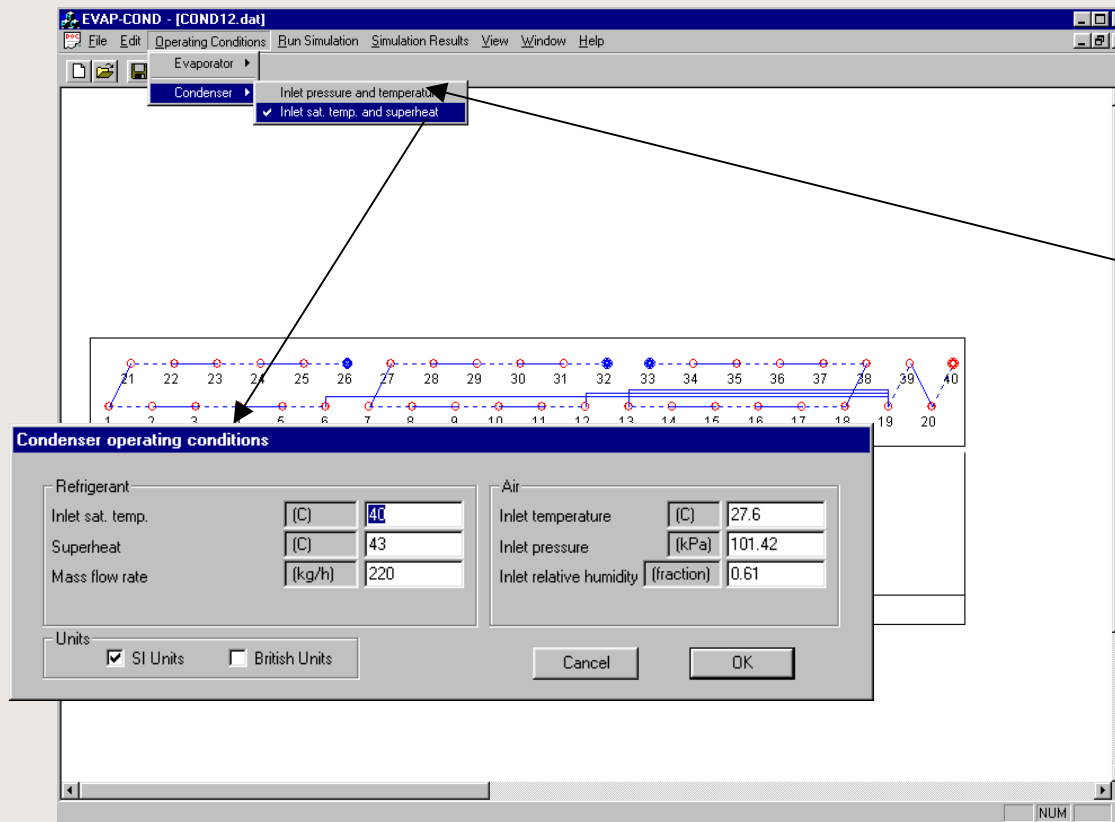 EVAP-COND - [COND12.dat]
File Edit Operating Conditions Run Simulation Simulation Results View Window Help
Evaporator
Condenser
Inlet pressure and temperature
Inlet sat. temp. and superheat
21 22 23 24 25 26 27 28 29 30 31 32 33 34 35 36 37 38 39 40
1 2 3 4 5 6 7 8 9 10 11 12 13 14 15 16 17 18 19 20
Condenser operating conditions
Refrigerant
Inlet sat. temp. (C) 40
Superheat (C) 43
Mass flow rate (kg/h) 220
Air
Inlet temperature (C) 27.6
Inlet pressure (kPa) 101.42
Inlet relative humidity (fraction) 0.61
Units
SI Units British Units
Cancel OK
NUM